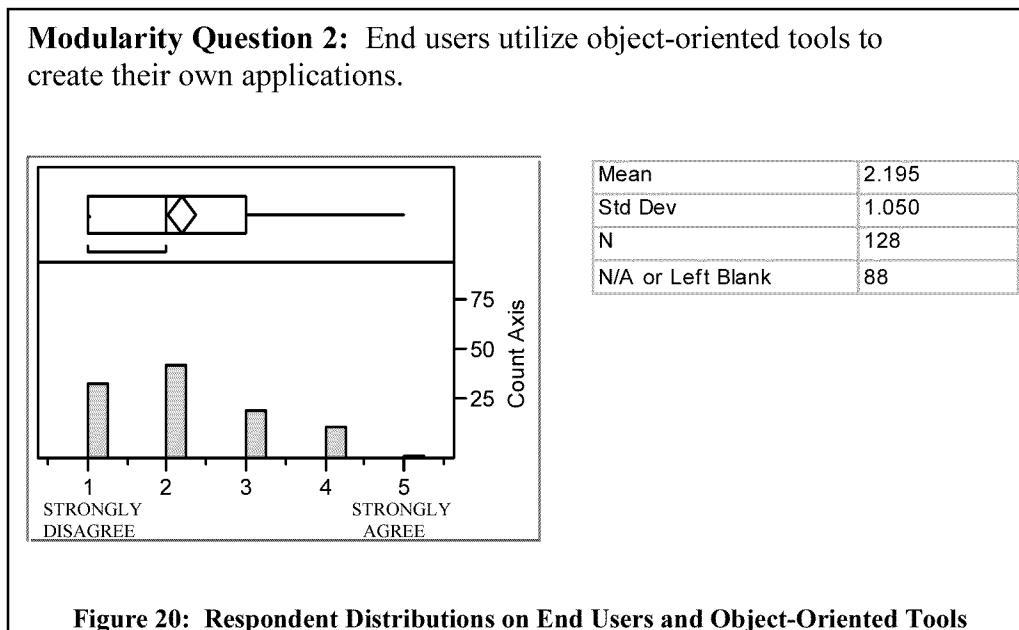 Modularity Question 2: End users utilize object-oriented tools to
create their own applications.
Mean 2.195
Std Dev 1.050
N 128
N/A or Left Blank 88
75
50
25
Count Axis
1 2 3 4 5
STRONGLY DISAGREE STRONGLY AGREE
Figure 20: Respondent Distributions on End Users and Object-Oriented Tools